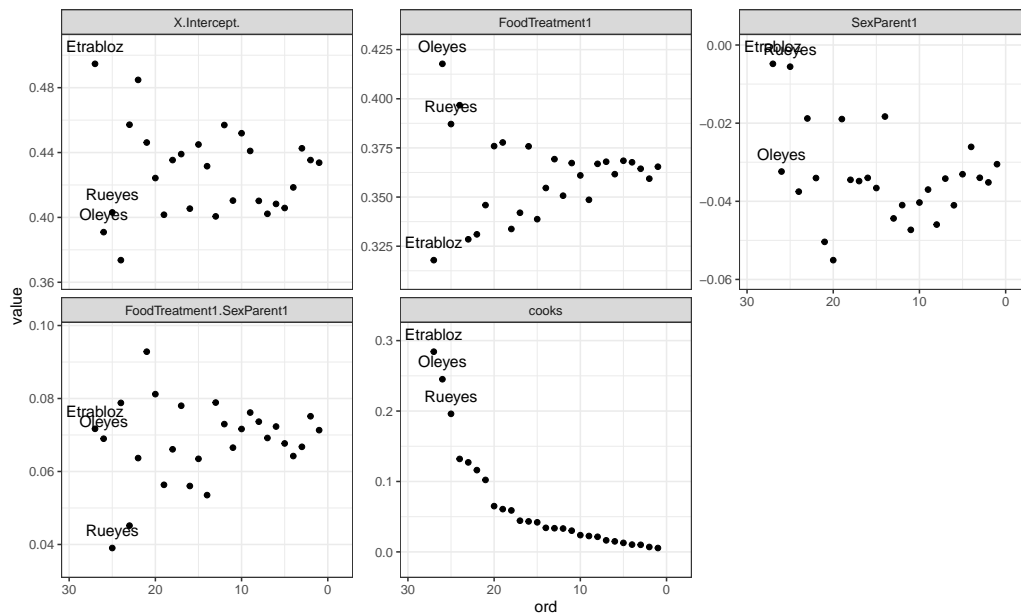 X.Intercept.
FoodTreatment1
SexParent1
Etrabloz
Rueyes
Oleyes
0.48
0.44
0.40
0.36
Oleyes
Rueyes
Etrabloz
0.425
0.400
0.375
0.350
0.325
Etrabloz
Rueyes
Oleyes
0.00
−0.02
−0.04
−0.06
30 20 10 0
FoodTreatment1.SexParent1
cooks
Etrabloz
Oleyes
Rueyes
0.10
0.08
0.06
0.04
30 20 10 0
Etrabloz
Oleyes
Rueyes
0.3
0.2
0.1
0.0
30 20 10 0
value
ord